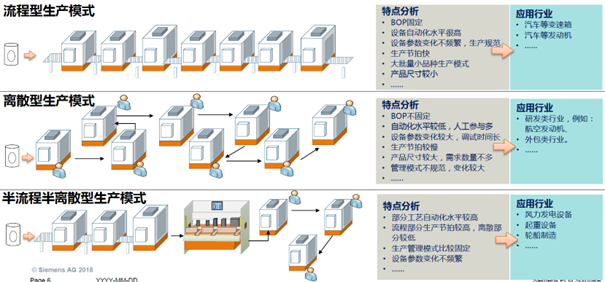 流程型生产模式
特点分析
• BOP固定
• 设备自动化水平很高
• 设备参数变化不频繁，生产规范
• 生产节拍快
• 大批量小品种生产模式
• 产品尺寸较小
• ......
应用行业
• 汽车等变速箱
• 汽车等发动机
• ......
离散型生产模式
特点分析
• BOP不固定
• 自动化水平较低，人工参与多
• 设备参数变化较大，调试时间长
• 生产节拍较慢
• 产品尺寸较大，需求数量不多
• 管理模式不规范，变化较大
• ......
应用行业
• 研发类行业，例如：
航空发动机、
• 外包类行业。
• ......
半流程半离散型生产模式
特点分析
• 部分工艺自动化水平较高
• 流程部分生产节拍较高，离散部
分较低
• 生产管理模式比较固定
• 设备参数变化不频繁
• ......
应用行业
• 风力发电设备
• 起重设备
• 轮船制造
• ......
© Siemens AG 2018
Page 6 YYYY-MM-DD